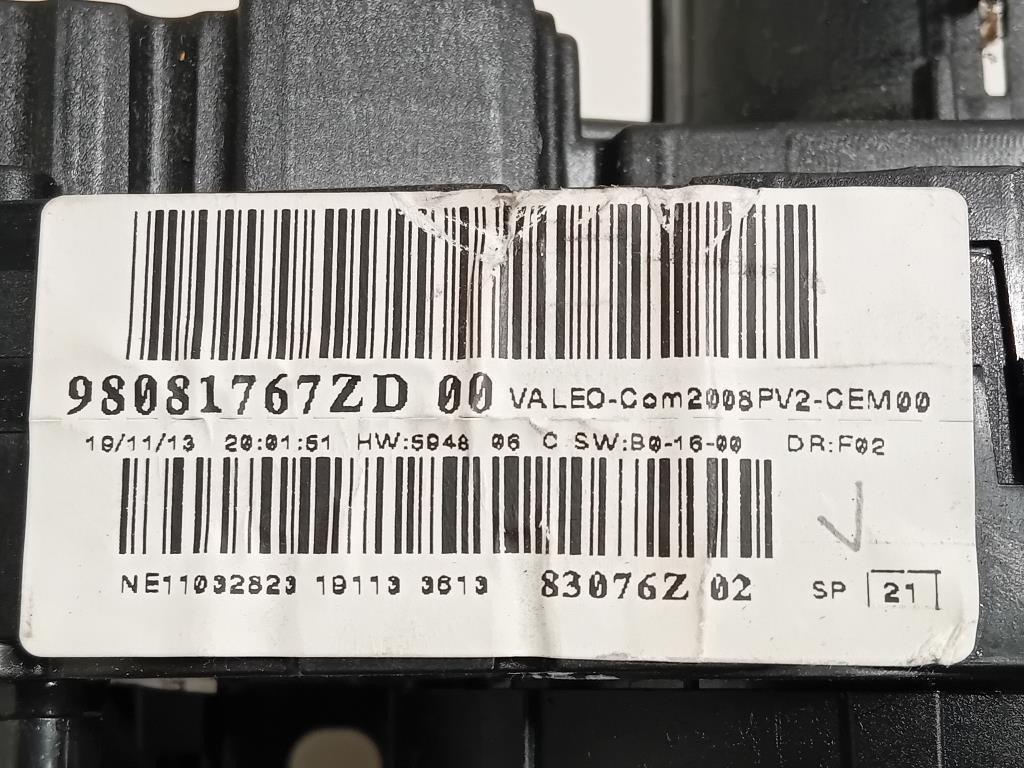 98081767ZD 00 VALEO-Com2008PV2-CEM00
19/11/13 20:01:51 HW:5948 06 C SW:B0-16-00 DR:F02
NE11032823 19113 3613 83076Z 02 SP 21